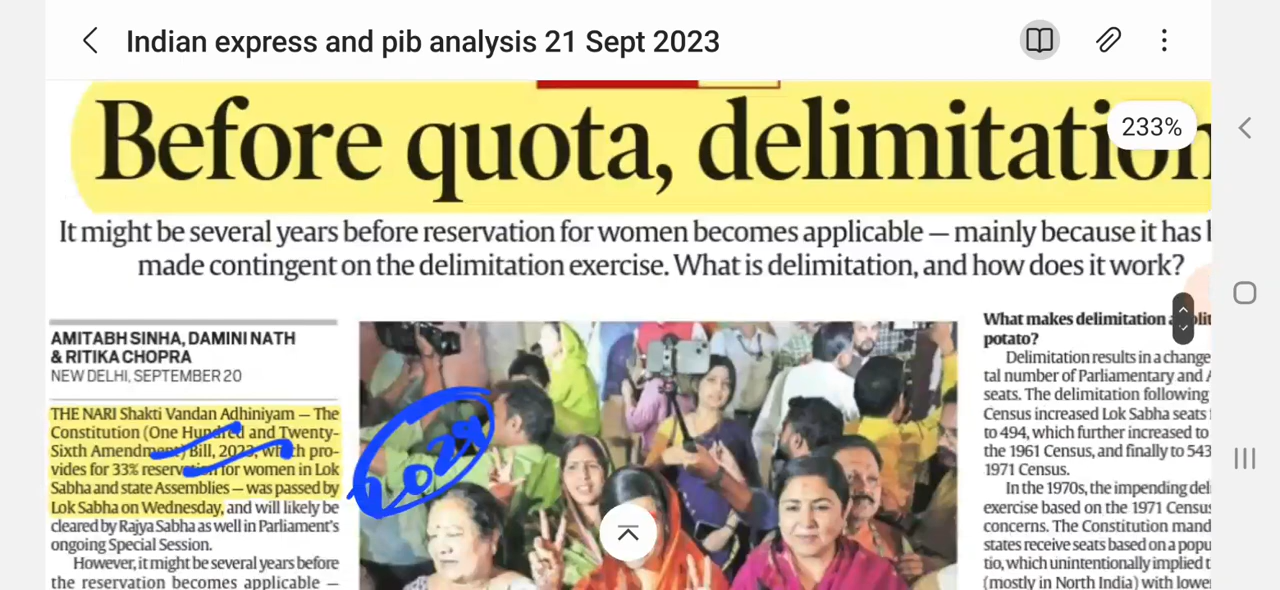 Indian express and pib analysis 21 Sept 2023
233%
Before quota, delimitation
It might be several years before reservation for women becomes applicable — mainly because it has
made contingent on the delimitation exercise. What is delimitation, and how does it work?
AMITABH SINHA, DAMINI NATH
& RITIKA CHOPRA
NEW DELHI, SEPTEMBER 20
THE NARI Shakti Vandan Adhiniyam — The
Constitution (One Hundred and Twenty-
Sixth Amendment) Bill, 2023, which pro-
vides for 33% reservation for women in Lok
Sabha and state Assemblies — was passed by
Lok Sabha on Wednesday, and will likely be
cleared by Rajya Sabha as well in Parliament's
ongoing Special Session.
However, it might be several years before
the reservation becomes applicable —
2029
What makes delimitation a
potato?
Delimitation results in a change
tal number of Parliamentary and
seats. The delimitation following
Census increased Lok Sabha seats
to 494, which further increased to
the 1961 Census, and finally to 543
1971 Census.
In the 1970s, the impending
exercise based on the 1971 Census
concerns. The Constitution
states receive seats based on a
tio, which unintentionally implied
(mostly in North India) with